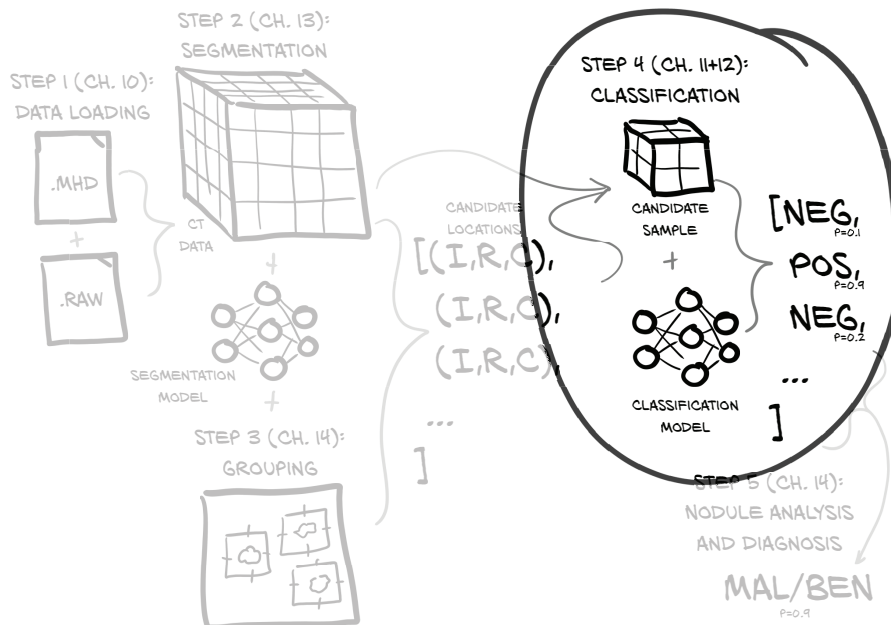 STEP 2 (CH. 13):
SEGMENTATION
STEP 1 (CH. 10):
DATA LOADING
.MHD
+
.RAW
CT
DATA
+
SEGMENTATION
MODEL
+
STEP 3 (CH. 14):
GROUPING
CANDIDATE
LOCATIONS
[(I,R,C),
(I,R,C),
(I,R,C)
...
]
STEP 4 (CH. 11+12):
CLASSIFICATION
CANDIDATE
SAMPLE
+
CLASSIFICATION
MODEL
[NEG,
P=0.1
POS,
P=0.9
NEG,
P=0.2
...
]
STEP 5 (CH. 14):
NODULE ANALYSIS
AND DIAGNOSIS
MAL/BEN
P=0.9